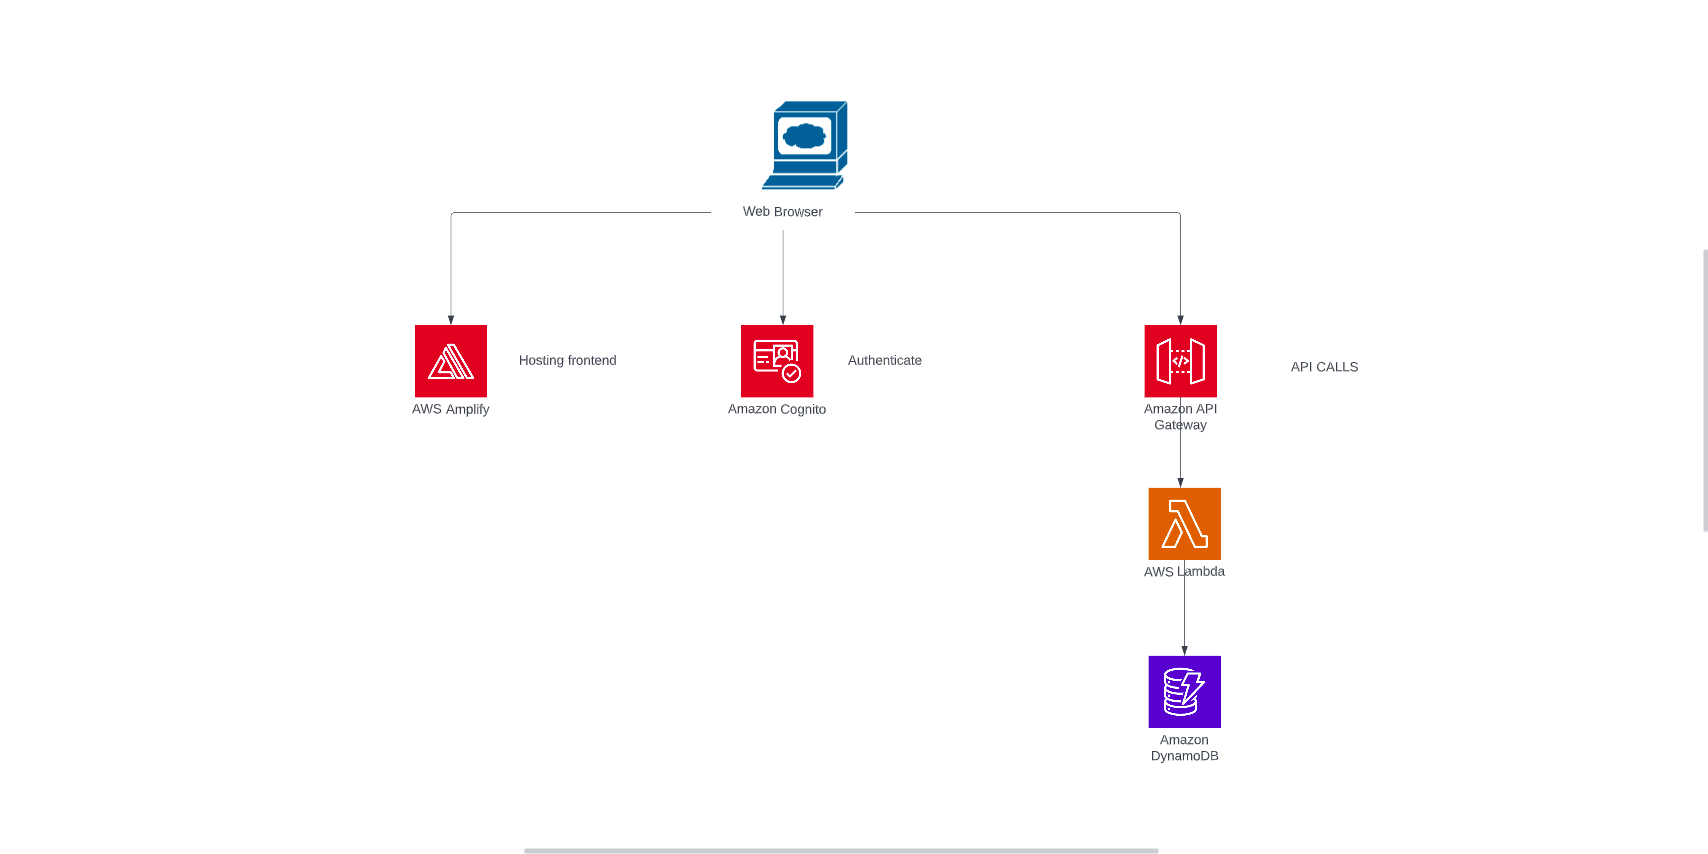 Web Browser
Hosting frontend
Authenticate
API CALLS
AWS Amplify
Amazon Cognito
Amazon API
Gateway
AWS Lambda
Amazon
DynamoDB